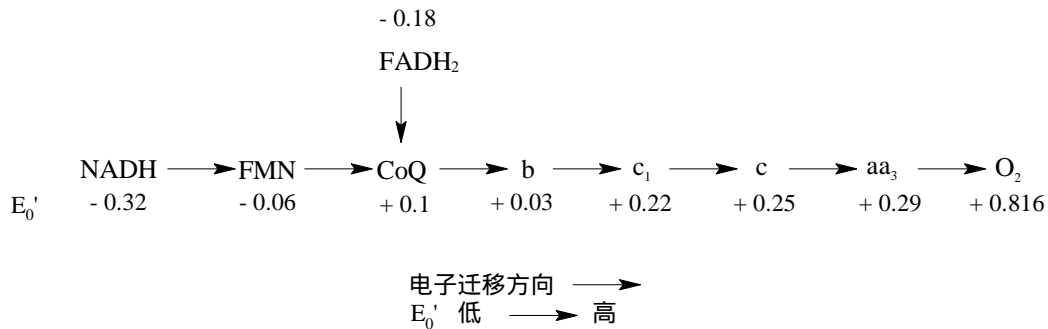 - 0.18
FADH₂
NADH FMN CoQ b c₁ c aa₃ O₂
E₀' - 0.32 - 0.06 + 0.1 + 0.03 + 0.22 + 0.25 + 0.29 + 0.816
电子迁移方向
E₀' 低 高